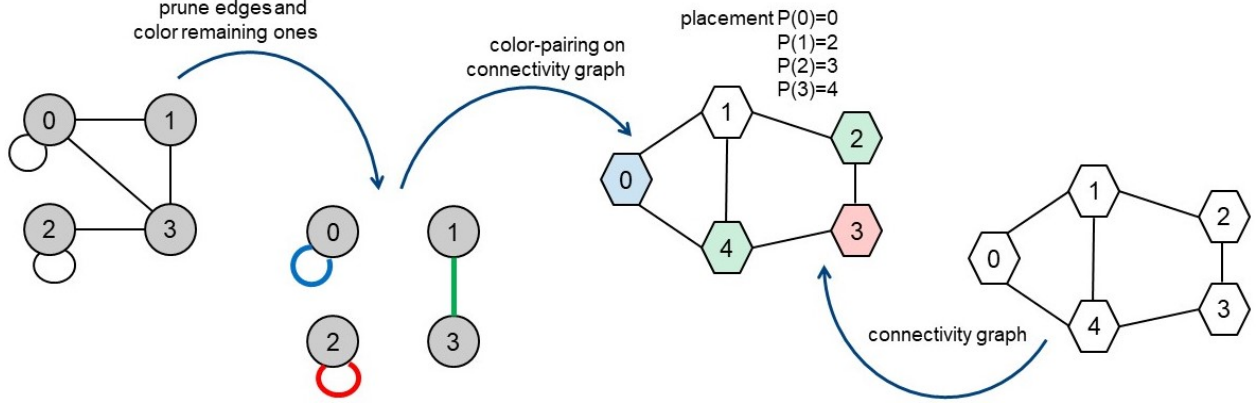 prune edges and
color remaining ones
color-pairing on
connectivity graph
placement P(0)=0
P(1)=2
P(2)=3
P(3)=4
0
1
2
3
0
1
2
3
1
2
0
4
3
1
2
0
3
4
connectivity graph